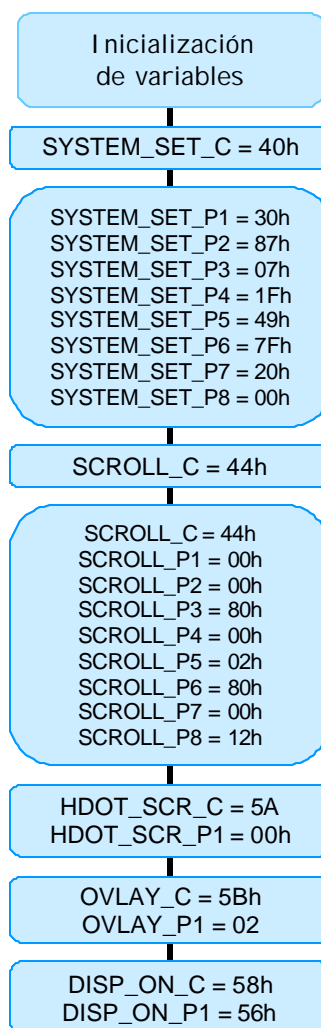 Inicialización
de variables
SYSTEM_SET_C = 40h
SYSTEM_SET_P1 = 30h
SYSTEM_SET_P2 = 87h
SYSTEM_SET_P3 = 07h
SYSTEM_SET_P4 = 1Fh
SYSTEM_SET_P5 = 49h
SYSTEM_SET_P6 = 7Fh
SYSTEM_SET_P7 = 20h
SYSTEM_SET_P8 = 00h
SCROLL_C = 44h
SCROLL_C = 44h
SCROLL_P1 = 00h
SCROLL_P2 = 00h
SCROLL_P3 = 80h
SCROLL_P4 = 00h
SCROLL_P5 = 02h
SCROLL_P6 = 80h
SCROLL_P7 = 00h
SCROLL_P8 = 12h
HDOT_SCR_C = 5A
HDOT_SCR_P1 = 00h
OVLAY_C = 5Bh
OVLAY_P1 = 02
DISP_ON_C = 58h
DISP_ON_P1 = 56h